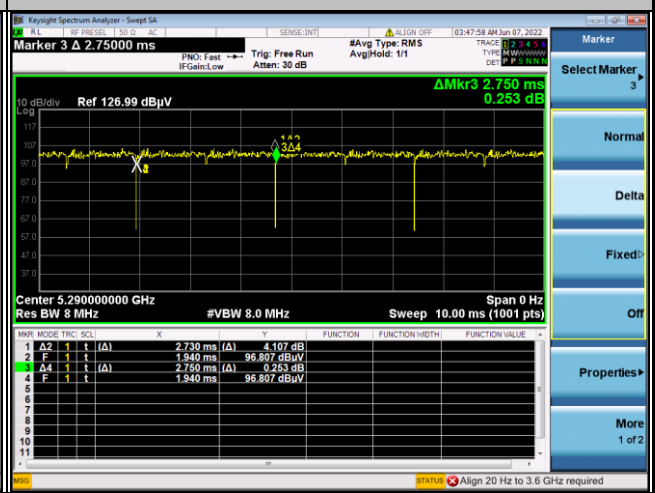 Keysight Spectrum Analyzer - Swept SA
RL RF PRESEL 50 Ω AC SENSE:INT ALIGN OFF 03:47:58 AM Jun 07, 2022
Marker 3 Δ 2.75000 ms
PNO: Fast
IFGain:Low
Trig: Free Run
Atten: 30 dB
#Avg Type: RMS
Avg|Hold: 1/1
TRACE 1 2 3 4 5 6
TYPE
DET P P S N N N
ΔMkr3 2.750 ms
0.253 dB
10 dB/div Ref 126.99 dBµV
Log
117
107
97.0
87.0
77.0
67.0
57.0
47.0
37.0
1Δ2
3Δ4
Center 5.290000000 GHz Span 0 Hz
Res BW 8 MHz #VBW 8.0 MHz Sweep 10.00 ms (1001 pts)
MKR MODE TRC SCL X Y FUNCTION FUNCTION WIDTH FUNCTION VALUE
1 Δ2 1 t (Δ) 2.730 ms (Δ) 4.107 dB
2 F 1 t 1.940 ms 96.807 dBµV
3 Δ4 1 t (Δ) 2.750 ms (Δ) 0.253 dB
4 F 1 t 1.940 ms 96.807 dBµV
5
6
7
8
9
10
11
MSG STATUS Align 20 Hz to 3.6 GHz required
Marker
Select Marker
3
Normal
Delta
Fixed
Off
Properties
More
1 of 2